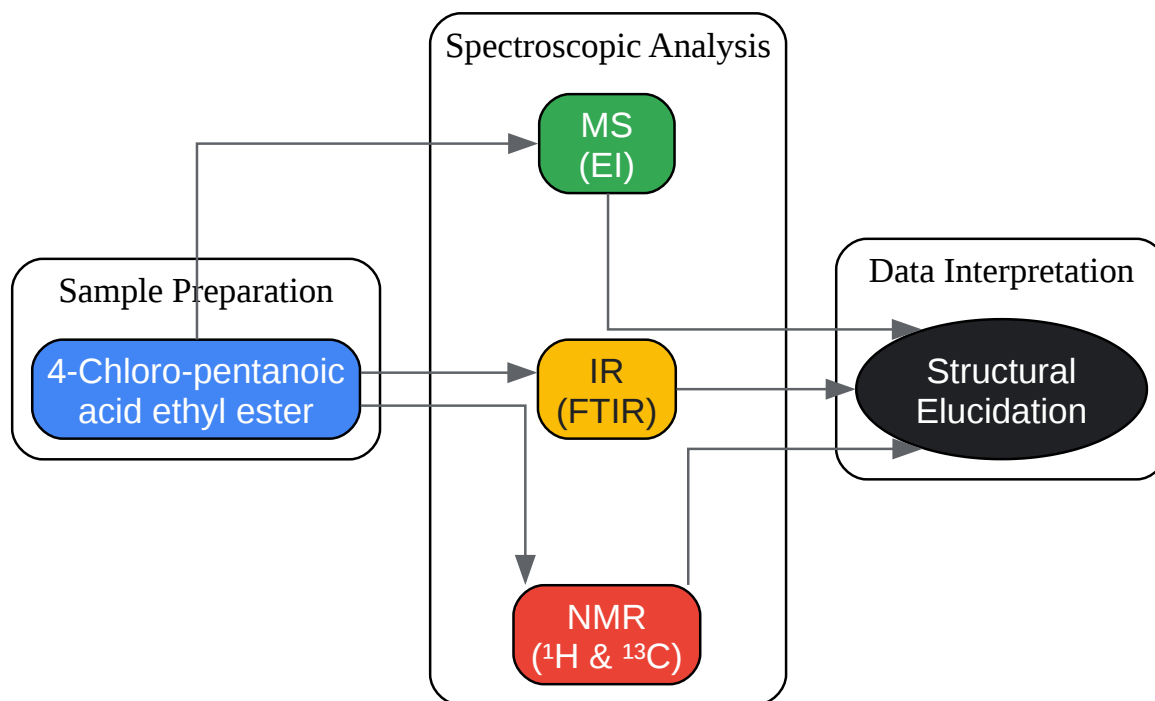 Spectroscopic Analysis
MS
(EI)
Sample Preparation
4-Chloro-pentanoic
acid ethyl ester
IR
(FTIR)
NMR
(¹H & ¹³C)
Data Interpretation
Structural
Elucidation